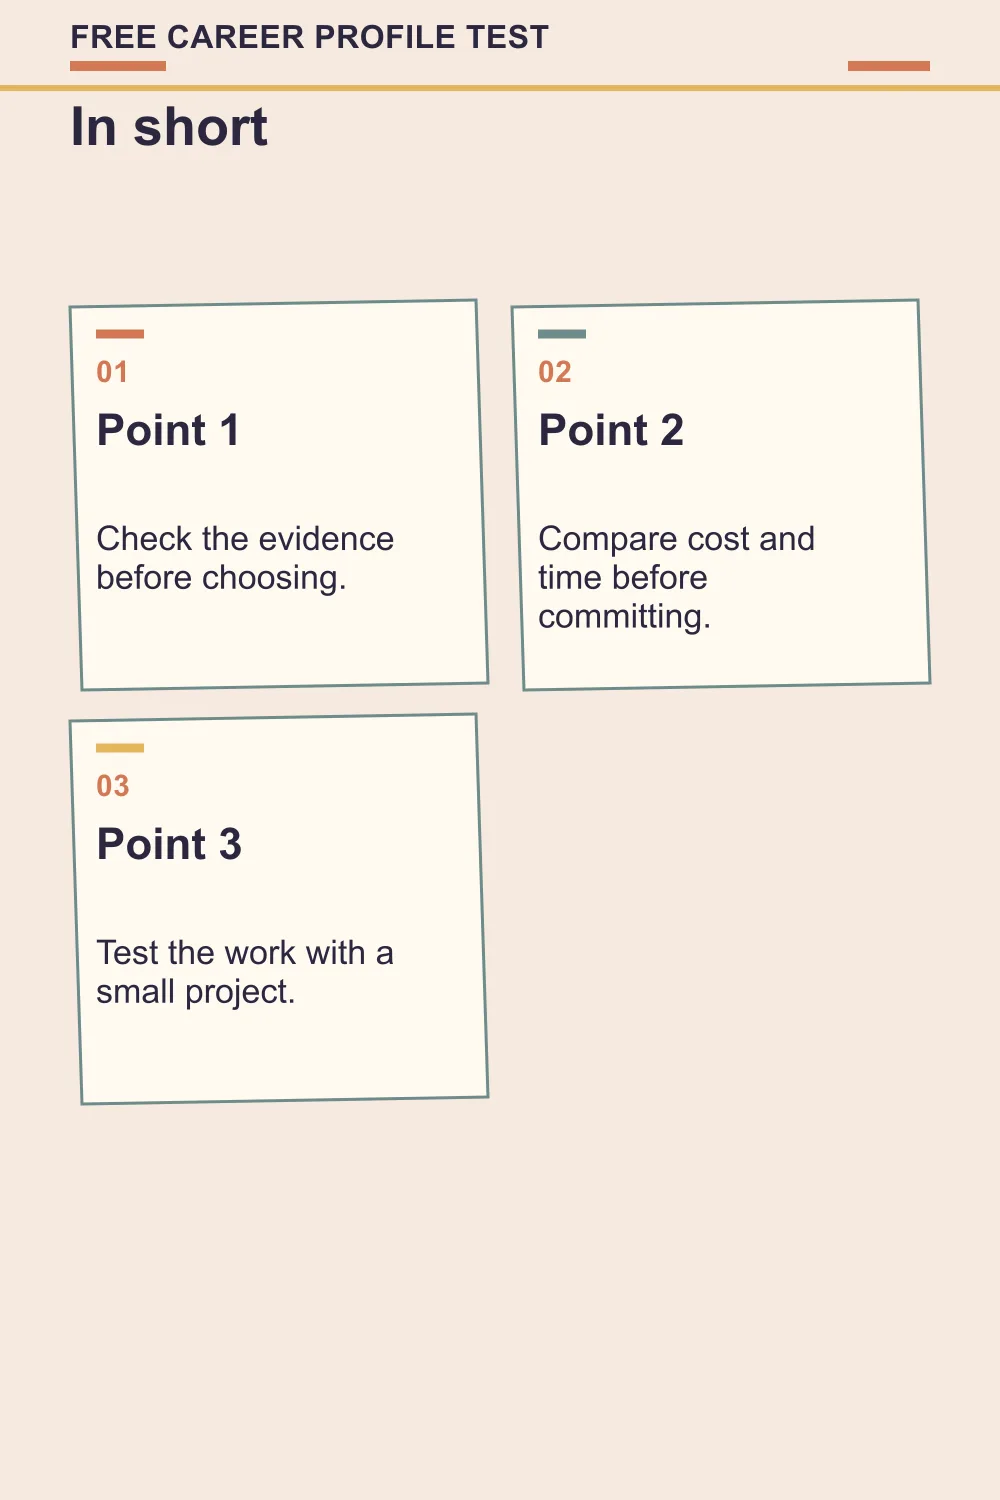 FREE CAREER PROFILE TEST
In short
01
Point 1
Check the evidence
before choosing.
02
Point 2
Compare cost and
time before
committing.
03
Point 3
Test the work with a
small project.